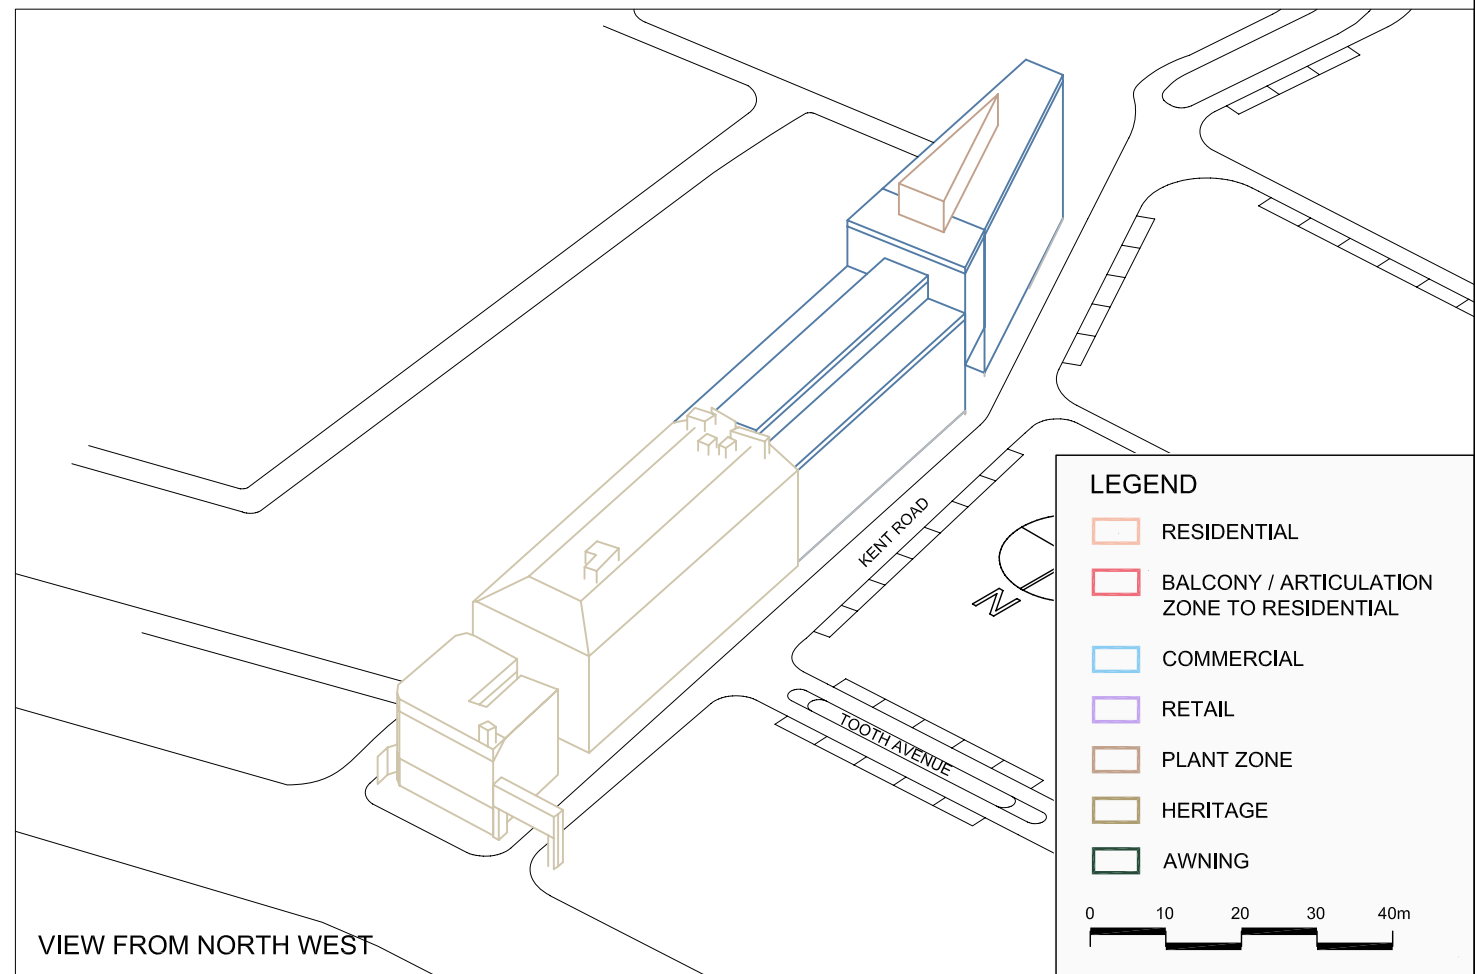 KENT ROAD
N
TOOTH AVENUE
VIEW FROM NORTH WEST
LEGEND
RESIDENTIAL
BALCONY / ARTICULATION
ZONE TO RESIDENTIAL
COMMERCIAL
RETAIL
PLANT ZONE
HERITAGE
AWNING
0 10 20 30 40m